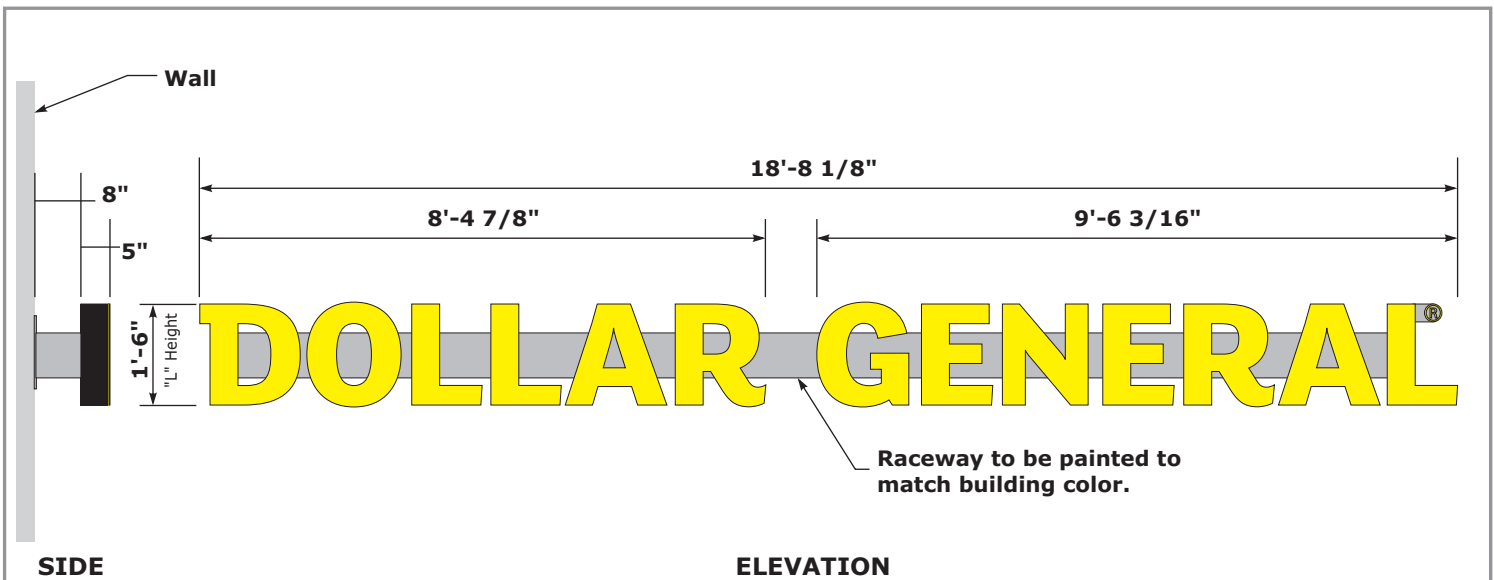 Wall
18'-8 1/8"
8"
8'-4 7/8"
9'-6 3/16"
5"
1'-6"
"L" Height
DOLLAR GENERAL®
Raceway to be painted to
match building color.
SIDE
ELEVATION